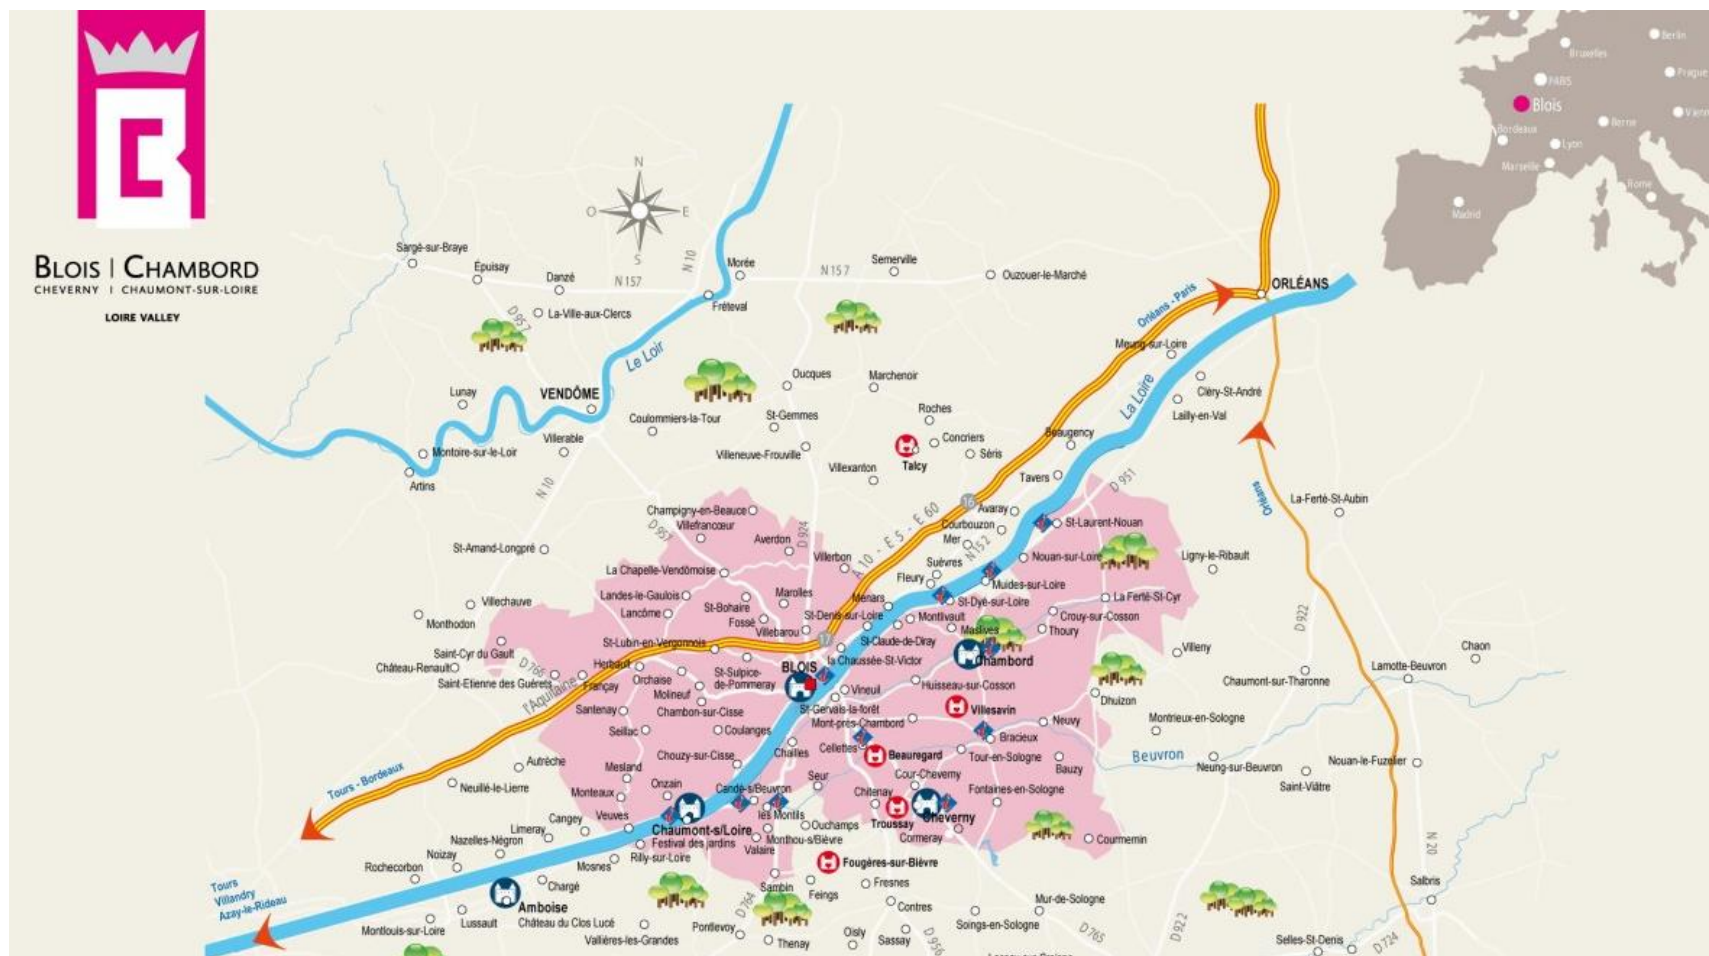 BLOIS | CHAMBORD
CHEVERNY | CHAUMONT-SUR-LOIRE
LOIRE VALLEY
Berlin
Bruxelles
Prague
PARIS
Blois
Vienn
Berne
Bordeaux
Lyon
Marseille
Rome
Madrid
N
O
E
S
Sargé-sur-Braye
Épuisay
Danzé
N 157
N 10
Morée
N 157
Semerville
Ouzouer-le-Marché
ORLÉANS
Orléans - Paris
Fréteval
D 957
La-Ville-aux-Clercs
Le Loir
Meung-sur-Loire
La Loire
Cléry-St-André
Lailly-en-Val
Lunay
VENDÔME
Oucques
Marchenoir
Coulommiers-la-Tour
St-Gemmes
Roches
Concriers
Beaugency
Villerable
Montoire-sur-le-Loir
Villeneuve-Frouville
Talcy
Séris
Villexanton
Tavers
Artins
N 10
D 951
Orléans
La-Ferté-St-Aubin
Champigny-en-Beauce
Villefrancœur
D 957
D 924
A 10 - E 5 - E 60
16
Avaray
Courbouzon
St-Laurent-Nouan
Averdon
Mer
N 152
St-Amand-Longpré
Villerbon
Nouan-sur-Loire
Ligny-le-Ribault
La Chapelle-Vendômoise
Suèvres
Fleury
Muides-sur-Loire
Landes-le-Gaulois
Marolles
Menars
St-Dyé-sur-Loire
La Ferté-St-Cyr
Villechauve
Lancôme
St-Bohaire
St-Denis-sur-Loire
Montlivault
Crouy-sur-Cosson
D 922
Monthodon
Fossé
Villebarou
17
Maslives
Thoury
St-Lubin-en-Vergonnois
St-Claude-de-Diray
Villeny
Chaon
Saint-Cyr du Gault
Château-Renault
D 766
Herbault
BLOIS
la Chaussée-St-Victor
Chambord
Lamotte-Beuvron
Saint-Etienne des Guérets
Françay
Orchaise
St-Sulpice-
de-Pommeray
Huisseau-sur-Cosson
Chaumont-sur-Tharonne
l'Aquitaine
Molineuf
Vineuil
Dhuizon
Santenay
Chambon-sur-Cisse
St-Gervais-la-forêt
Villesavin
Montrieux-en-Sologne
Seillac
Coulanges
Mont-près-Chambord
Neuvy
Bracieux
Chouzy-sur-Cisse
Chailles
Cellettes
Beauregard
Tour-en-Sologne
Beuvron
Autrèche
Mesland
Seur
Cour-Cheverny
Bauzy
Neung-sur-Beuvron
Nouan-le-Fuzelier
Tours - Bordeaux
Neuillé-le-Lierre
Onzain
Candé-s/Beuvron
Chitenay
Fontaines-en-Sologne
Saint-Viâtre
Monteaux
Veuves
les Montils
Ouchamps
Troussay
Cheverny
Cangey
Limeray
Chaumont-s/Loire
Festival des jardins
Monthou-s/Bièvre
Cormeray
Courmemin
Nazelles-Négron
Valaire
N 20
Noizay
Mosnes
Rilly-sur-Loire
Fougères-sur-Bièvre
Rochecorbon
Chargé
Sambin
Feings
Fresnes
Salbris
Tours
Villandry
Azay-le-Rideau
Amboise
Château du Clos Lucé
D 764
Contres
Mur-de-Sologne
Lussault
Montlouis-sur-Loire
Vallières-les-Grandes
Pontlevoy
Thenay
Oisly
Sassay
D 956
Soings-en-Sologne
D 765
D 922
Selles-St-Denis
D 724